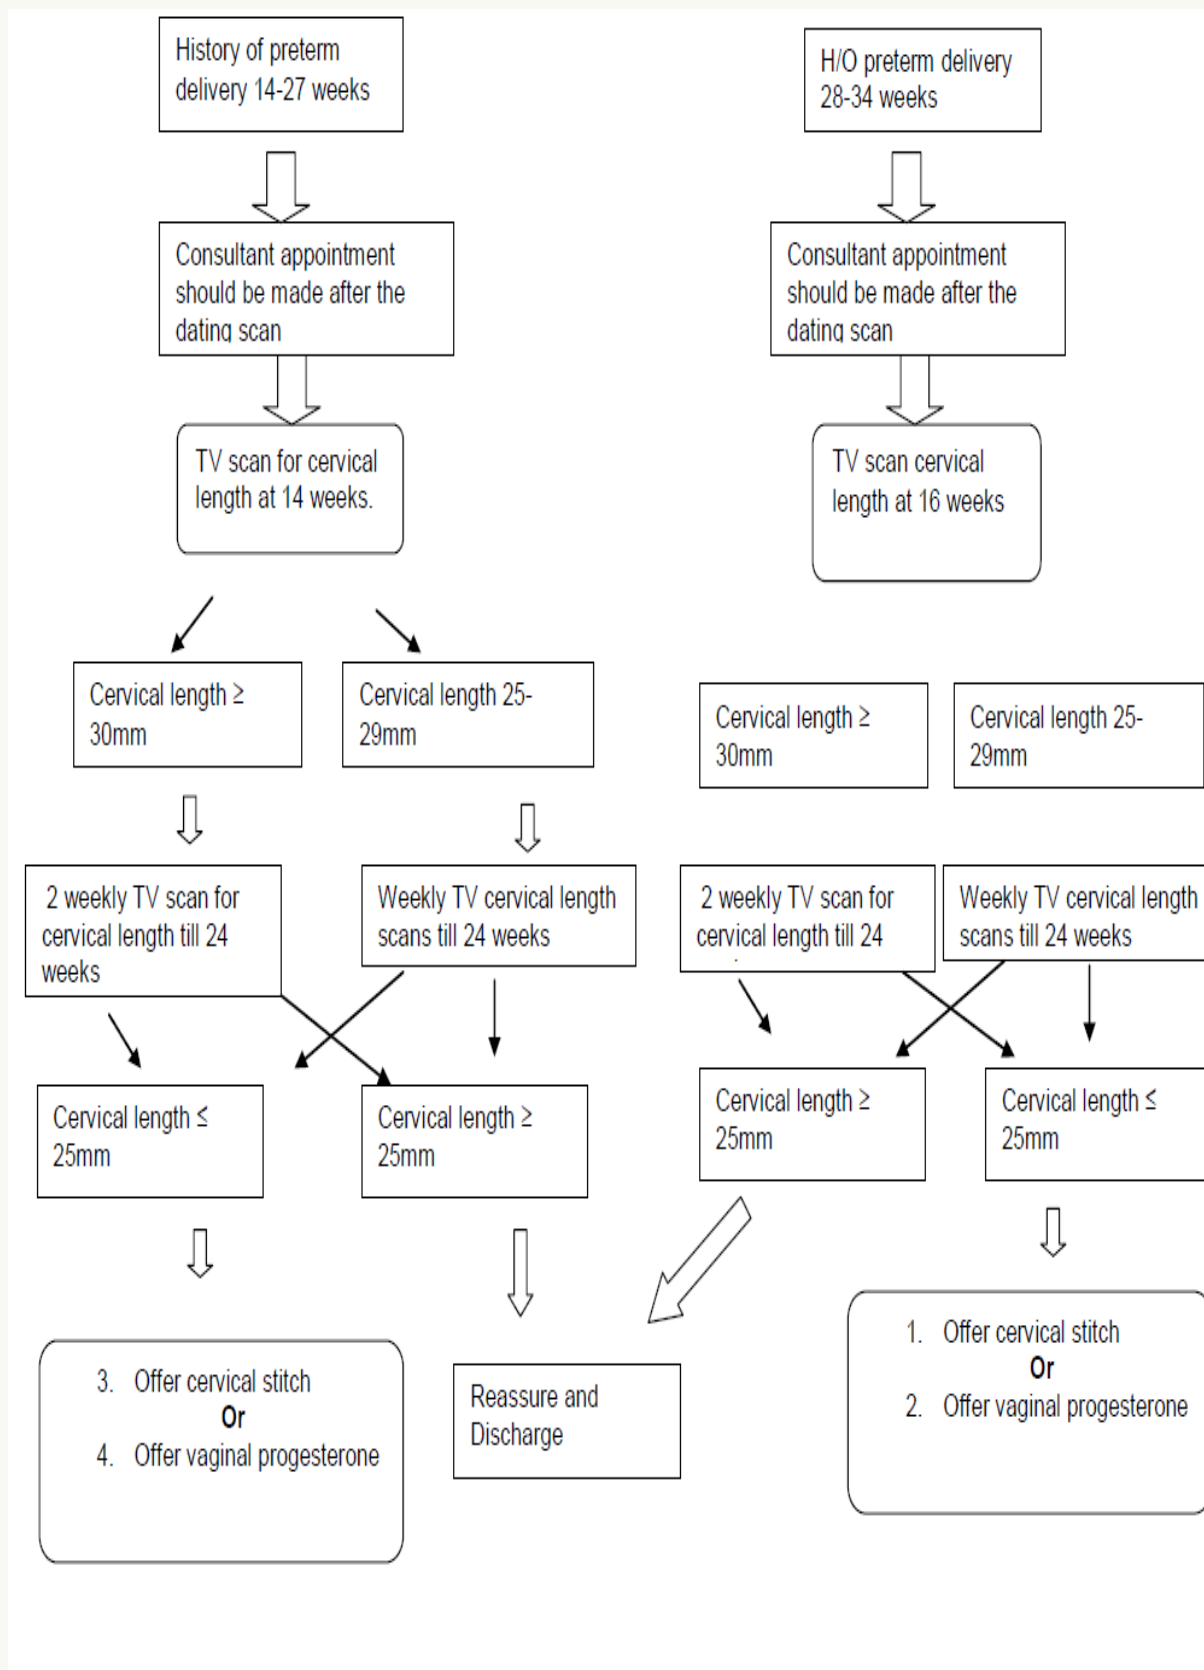 History of preterm
delivery 14-27 weeks
H/O preterm delivery
28-34 weeks
Consultant appointment
should be made after the
dating scan
Consultant appointment
should be made after the
dating scan
TV scan for cervical
length at 14 weeks.
TV scan cervical
length at 16 weeks
Cervical length ≥
30mm
Cervical length 25-
29mm
Cervical length ≥
30mm
Cervical length 25-
29mm
2 weekly TV scan for
cervical length till 24
weeks
Weekly TV cervical length
scans till 24 weeks
2 weekly TV scan for
cervical length till 24
Weekly TV cervical length
scans till 24 weeks
Cervical length ≤
25mm
Cervical length ≥
25mm
Cervical length ≥
25mm
Cervical length ≤
25mm
3. Offer cervical stitch
Or
4. Offer vaginal progesterone
Reassure and
Discharge
1. Offer cervical stitch
Or
2. Offer vaginal progesterone